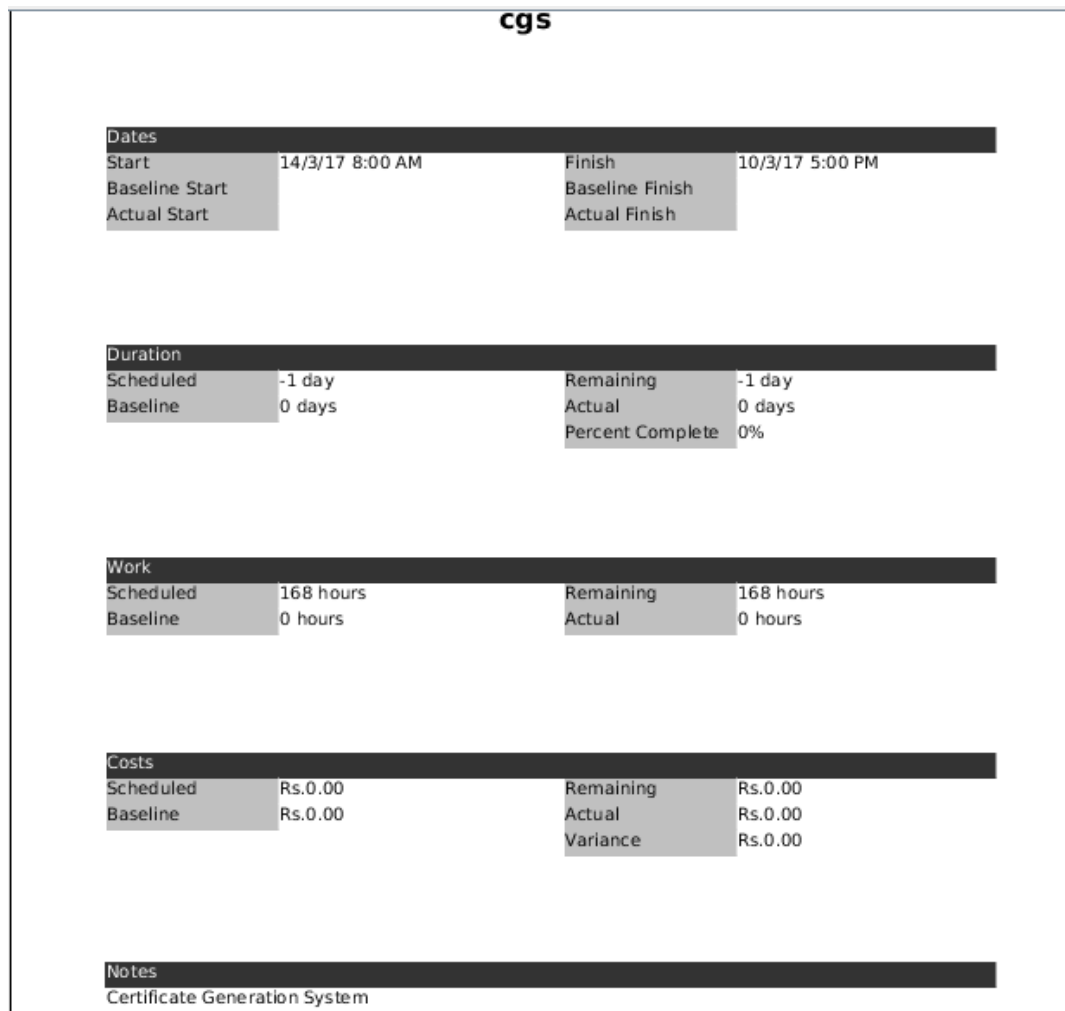 cgs
Dates
Start 14/3/17 8:00 AM Finish 10/3/17 5:00 PM
Baseline Start Baseline Finish
Actual Start Actual Finish
Duration
Scheduled -1 day Remaining -1 day
Baseline 0 days Actual 0 days
Percent Complete 0%
Work
Scheduled 168 hours Remaining 168 hours
Baseline 0 hours Actual 0 hours
Costs
Scheduled Rs.0.00 Remaining Rs.0.00
Baseline Rs.0.00 Actual Rs.0.00
Variance Rs.0.00
Notes
Certificate Generation System